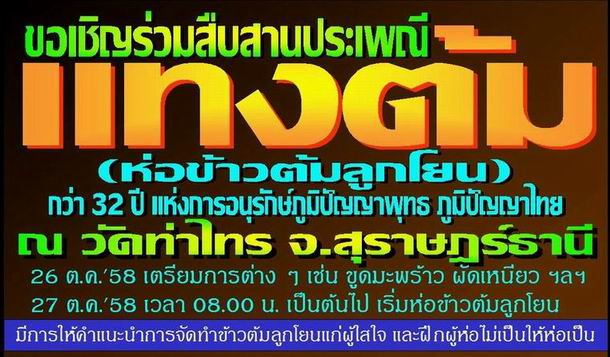 ขอเชิญร่วมสืบสานประเพณี
แทงต้ม
(ห่อข้าวต้มลูกโยน)
กว่า 32 ปี แห่งการอนุรักษ์ภูมิปัญญาพุทธ ภูมิปัญญาไทย
ณ วัดท่าไทร จ.สุราษฎร์ธานี
26 ต.ค.'58 เตรียมการต่าง ๆ เช่น ขูดมะพร้าว ผัดเหนียว ฯลฯ
27 ต.ค.'58 เวลา 08.00 น. เป็นต้นไป เริ่มห่อข้าวต้มลูกโยน
มีการให้คำแนะนำการจัดทำข้าวต้มลูกโยนแก่ผู้ใส่ใจ และฝึกผู้ห่อไม่เป็นให้ห่อเป็น